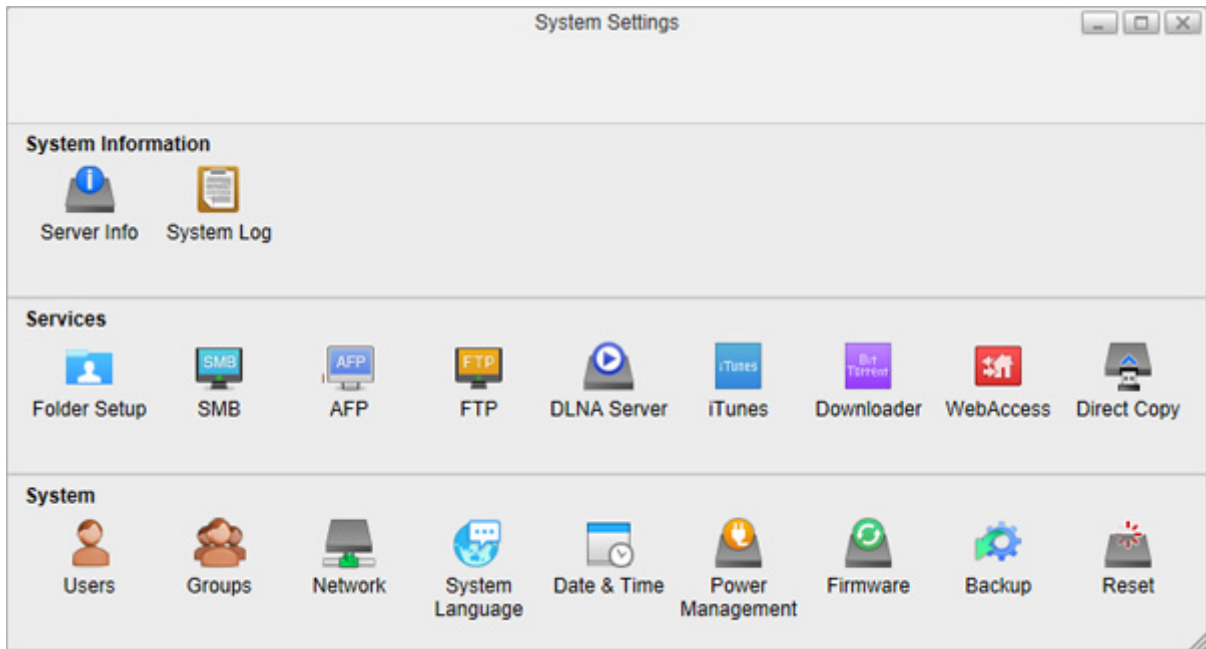 System Settings
System Information
Server Info
System Log
Services
SMB
AFP
FTP
iTunes
Bit
Torrent
Folder Setup
SMB
AFP
FTP
DLNA Server
iTunes
Downloader
WebAccess
Direct Copy
System
Users
Groups
Network
System
Language
Date & Time
Power
Management
Firmware
Backup
Reset